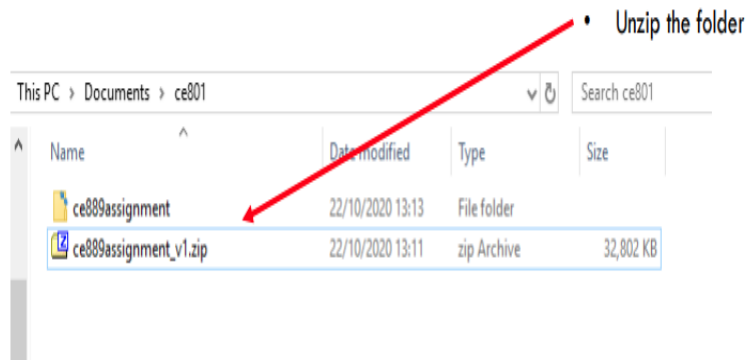 • Unzip the folder
This PC > Documents > ce801
Search ce801
Name Date modified Type Size
ce889assignment 22/10/2020 13:13 File folder
ce889assignment_v1.zip 22/10/2020 13:11 zip Archive 32,802 KB